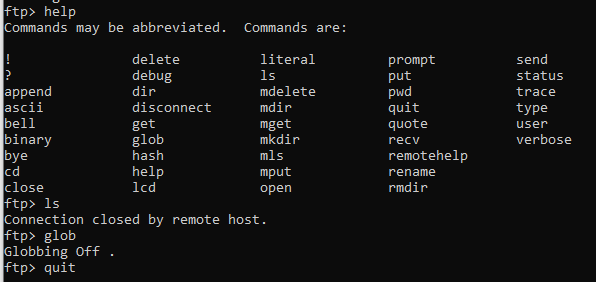 ftp> help
Commands may be abbreviated.  Commands are:
!               delete          literal         prompt          send
?               debug           ls              put             status
append          dir             mdelete         pwd             trace
ascii           disconnect      mdir            quit            type
bell            get             mget            quote           user
binary          glob            mkdir           recv            verbose
bye             hash            mls             remotehelp
cd              help            mput            rename
close           lcd             open            rmdir
ftp> ls
Connection closed by remote host.
ftp> glob
Globbing Off .
ftp> quit